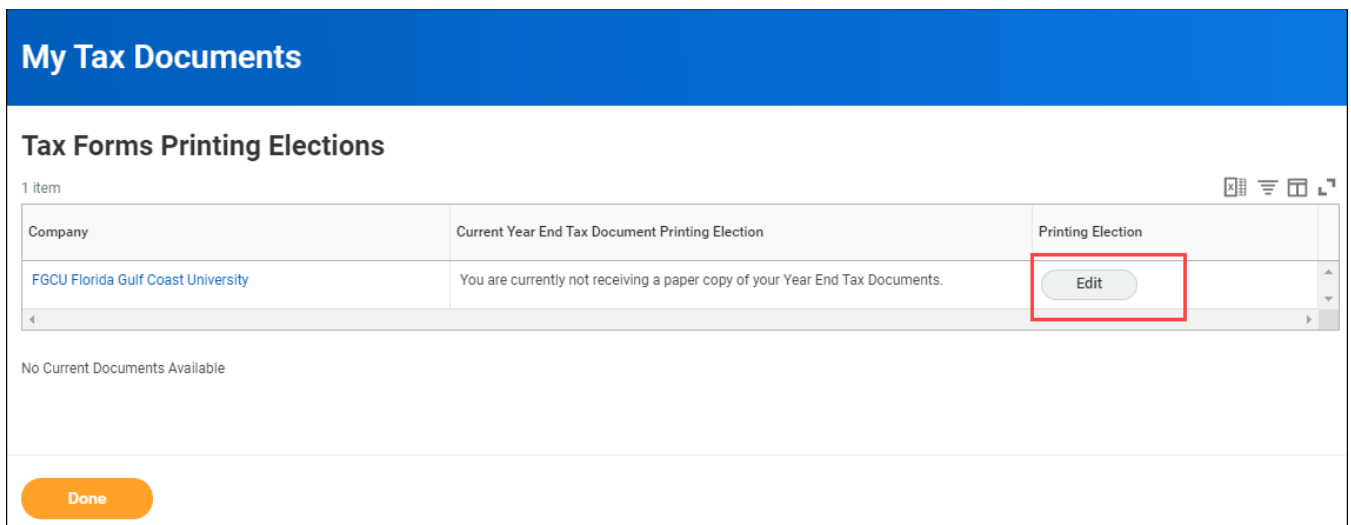 My Tax Documents
Tax Forms Printing Elections
1 item
Company
Current Year End Tax Document Printing Election
Printing Election
FGCU Florida Gulf Coast University
You are currently not receiving a paper copy of your Year End Tax Documents.
Edit
No Current Documents Available
Done